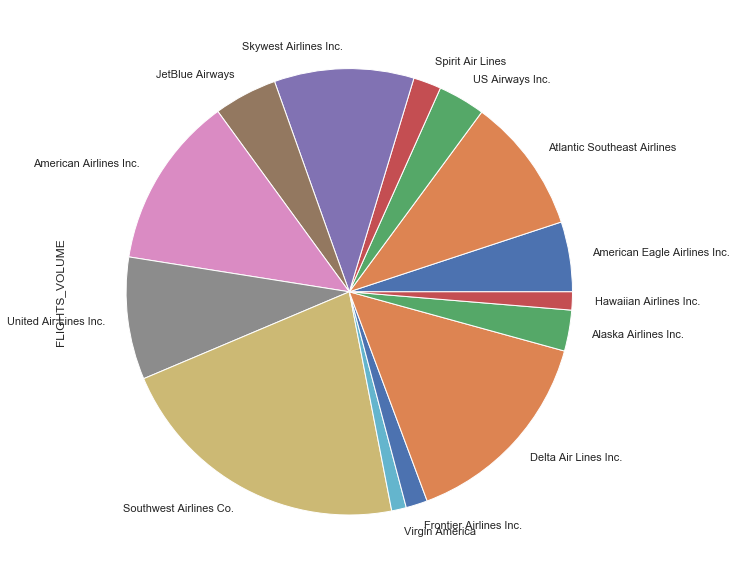 Skywest Airlines Inc.
Spirit Air Lines
JetBlue Airways
US Airways Inc.
Atlantic Southeast Airlines
American Airlines Inc.
American Eagle Airlines Inc.
FLIGHTS_VOLUME
Hawaiian Airlines Inc.
United Air Lines Inc.
Alaska Airlines Inc.
Delta Air Lines Inc.
Southwest Airlines Co.
Frontier Airlines Inc.
Virgin America